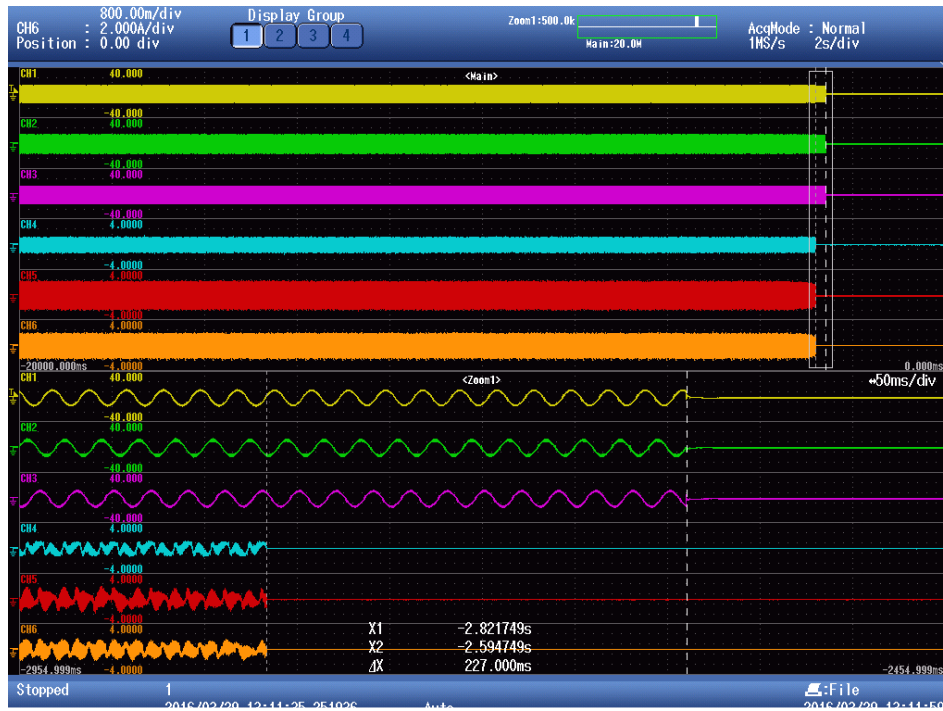 800.00m/div
CH6 : 2.000A/div
Position : 0.00 div
Display Group
1 2 3 4
Zoom1:500.0k
Main:20.0M
AcqMode : Normal
1MS/s 2s/div
CH1 40.000 <Main>
-40.000
CH2 40.000
-40.000
CH3 40.000
-40.000
CH4 4.0000
-4.0000
CH5 4.0000
-4.0000
CH6 4.0000
-20000.000ms -4.0000 0.000ms
CH1 40.000 <Zoom1> ↔50ms/div
-40.000
CH2 40.000
-40.000
CH3 40.000
-40.000
CH4 4.0000
-4.0000
CH5 4.0000
-4.0000
CH6 4.0000
X1 -2.821749s
X2 -2.594749s
ΔX 227.000ms
-2954.999ms -4.0000 -2454.999ms
Stopped 1 :File
Auto